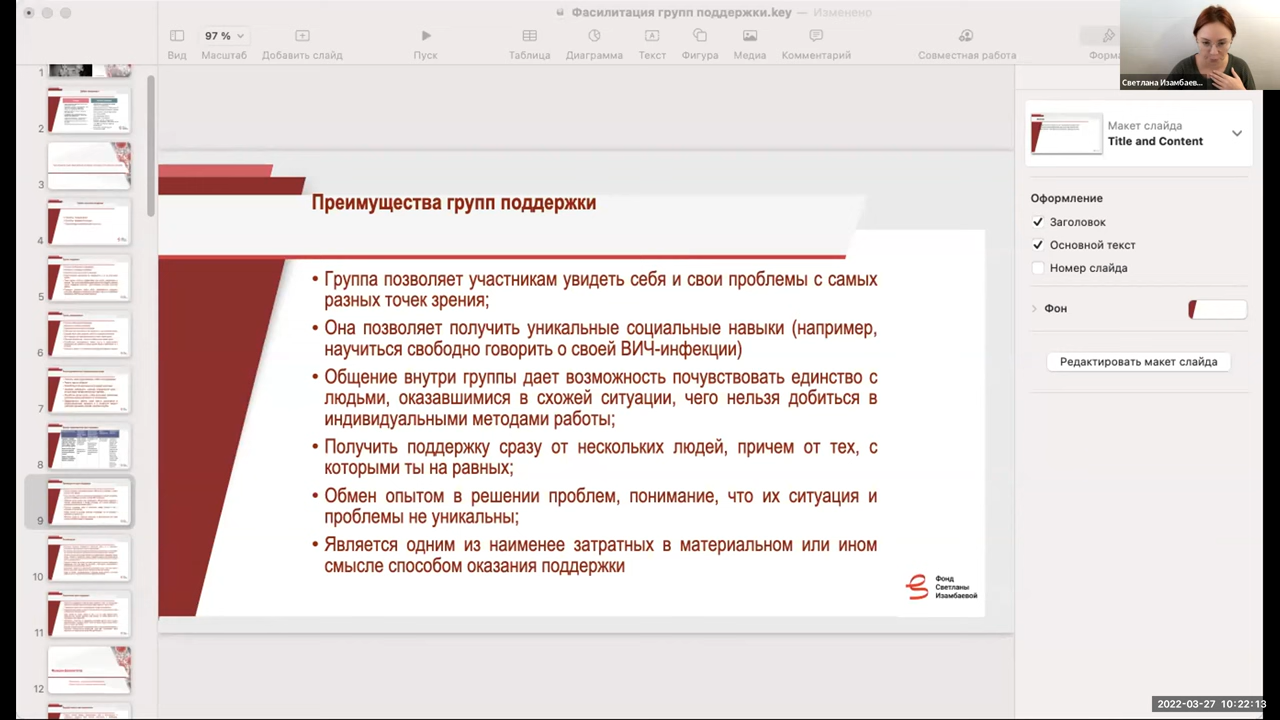 Фасилитация групп поддержки.key — Изменено
97 %
Вид
Масштаб
Добавить слайд
Пуск
Таблица
Диаграмма
Текст
Фигура
Медиа
Комментарий
Совместная работа
Светлана Изамбаев...
1
2
3
4
5
6
7
8
9
10
11
12
Преимущества групп поддержки
• Группа позволяет участникам увидеть себя и свои проблемы с самых
разных точек зрения;
• Она позволяет получить уникальные социальные навыки (например,
научиться свободно говорить о своей ВИЧ-инфекции)
• Общение внутри группы дает возможность почувствовать единство с
людьми, оказавшимися в схожей ситуации, чего нельзя добиться в
индивидуальными методами работы;
• Получить поддержку сразу от нескольких людей, причем от тех, с
которыми ты на равных;
• Обмен опытом в решении проблем, понимание, что их ситуация и
проблемы не уникальны;
• Является одним из наименее затратных в материальном или ином
смысле способом оказания поддержки
Фонд
Светланы
Изамбаевой
Макет слайда
Title and Content
Оформление
Заголовок
Основной текст
Номер слайда
Фон
Редактировать макет слайда
2022-03-27 10:22:13